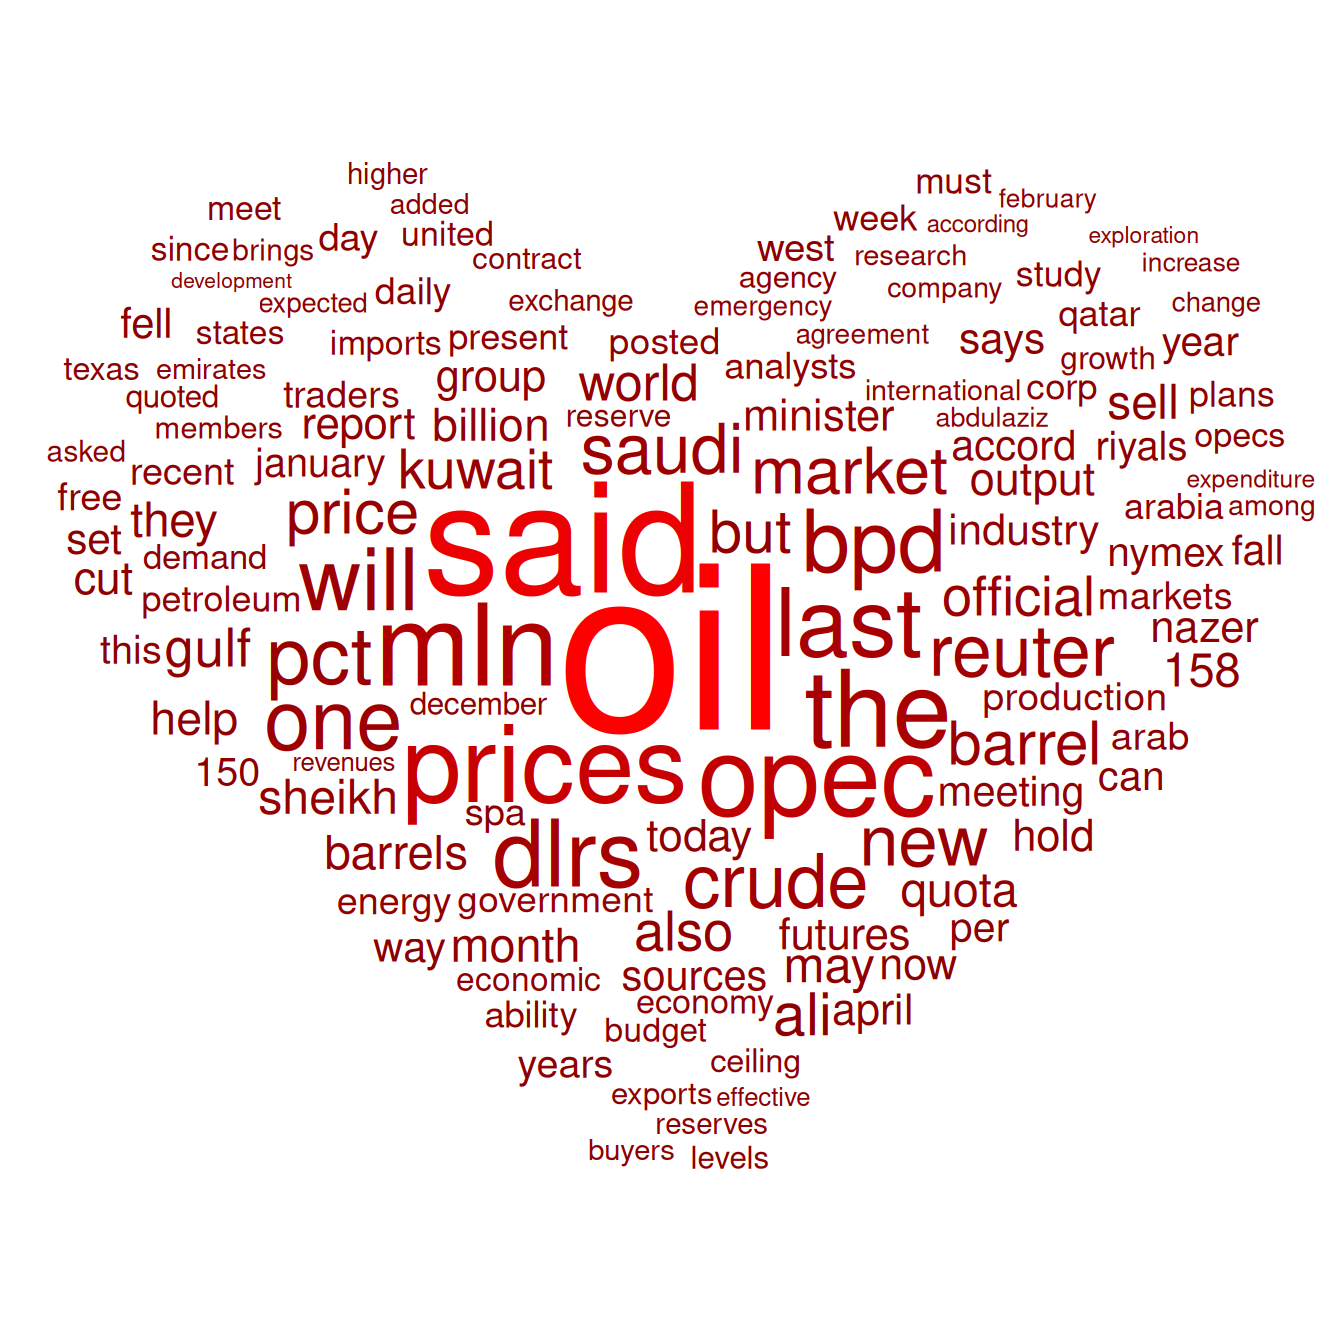 higher
must
added
february
meet
week
according
since brings day united
west
exploration
contract
research
increase
development
agency
company
study
expected daily
exchange
emergency
change
fell
states
qatar
imports present
posted
agreement
says
year
texas
emirates
analysts
growth
quoted
traders
group
world
international corp
sell plans
members
report billion
reserve
minister
abdulaziz
asked
recent
january
kuwait
saudi
market
accord
riyals
opecs
output
expenditure
free
they
price
said
but
bpd
industry
arabia among
set
demand
nymex fall
cut
petroleum
will
oil
last
official markets
this gulf
pct mln
reuter
nazer
158
december
the
production
help
one
barrel
arab
150
revenues
prices
opec
meeting
can
sheikh
spa
barrels
dlrs
today
new
hold
energy government
crude
quota
way month
also
futures
per
economic
sources
may now
ability
economy
ali april
budget
years
ceiling
exports effective
reserves
buyers
levels